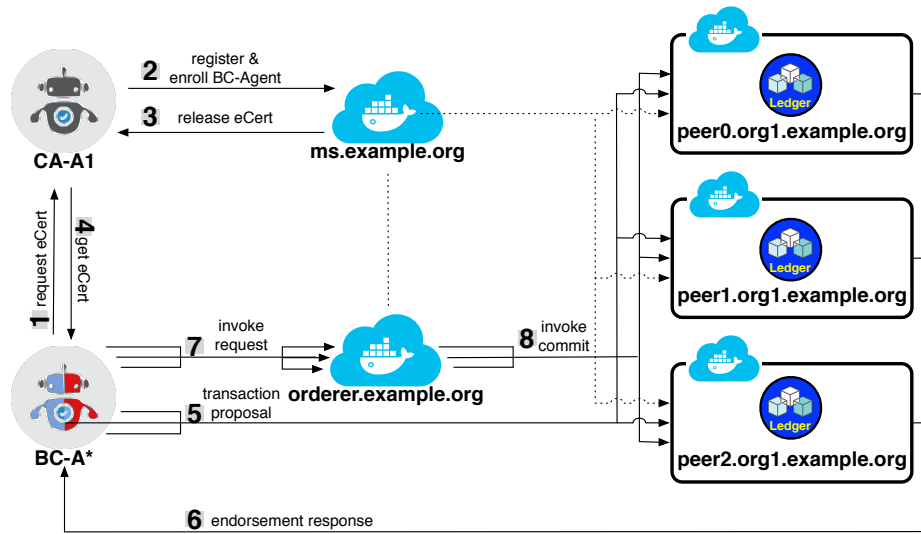 2 register &
enroll BC-Agent
3 release eCert
CA-A1
ms.example.org
Ledger
peer0.org1.example.org
1 request eCert
4 get eCert
Ledger
peer1.org1.example.org
7 invoke
request
8 invoke
commit
orderer.example.org
5 transaction
proposal
BC-A*
Ledger
peer2.org1.example.org
6 endorsement response